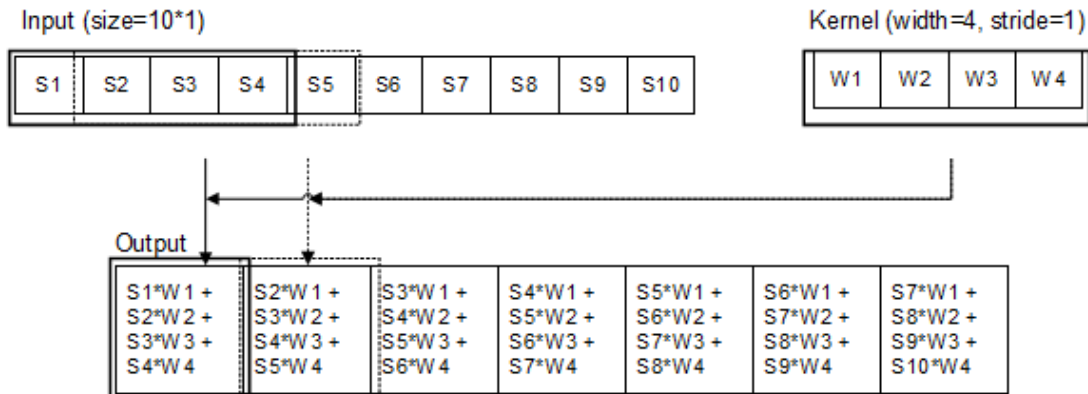 Input (size=10*1)
Kernel (width=4, stride=1)
S1 S2 S3 S4 S5 S6 S7 S8 S9 S10
W1 W2 W3 W4
Output
S1*W1 +
S2*W2 +
S3*W3 +
S4*W4
S2*W1 +
S3*W2 +
S4*W3 +
S5*W4
S3*W1 +
S4*W2 +
S5*W3 +
S6*W4
S4*W1 +
S5*W2 +
S6*W3 +
S7*W4
S5*W1 +
S6*W2 +
S7*W3 +
S8*W4
S6*W1 +
S7*W2 +
S8*W3 +
S9*W4
S7*W1 +
S8*W2 +
S9*W3 +
S10*W4